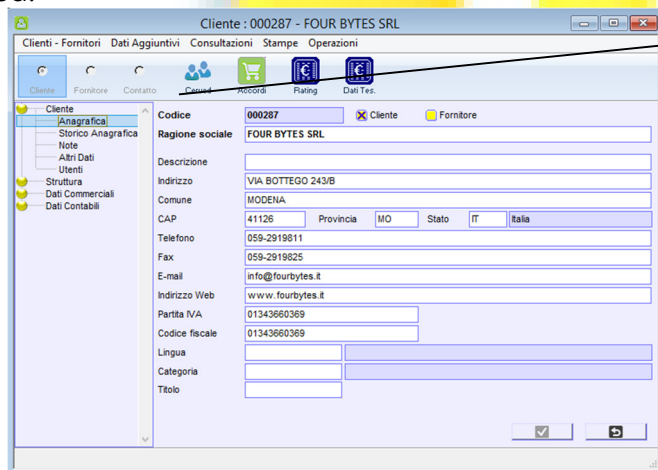 Cliente : 000287 - FOUR BYTES SRL
Clienti - Fornitori Dati Aggiuntivi Consultazioni Stampe Operazioni
Cliente Fornitore Contatto Cerved Accordi Rating Dati Tes.
Cliente
Anagrafica
Storico Anagrafica
Note
Altri Dati
Utenti
Struttura
Dati Commerciali
Dati Contabili
Codice 000287 Cliente Fornitore
Ragione sociale FOUR BYTES SRL
Descrizione
Indirizzo VIA BOTTEGO 243/B
Comune MODENA
CAP 41126 Provincia MO Stato IT Italia
Telefono 059-2919811
Fax 059-2919825
E-mail info@fourbytes.it
Indirizzo Web www.fourbytes.it
Partita IVA 01343660369
Codice fiscale 01343660369
Lingua
Categoria
Titolo